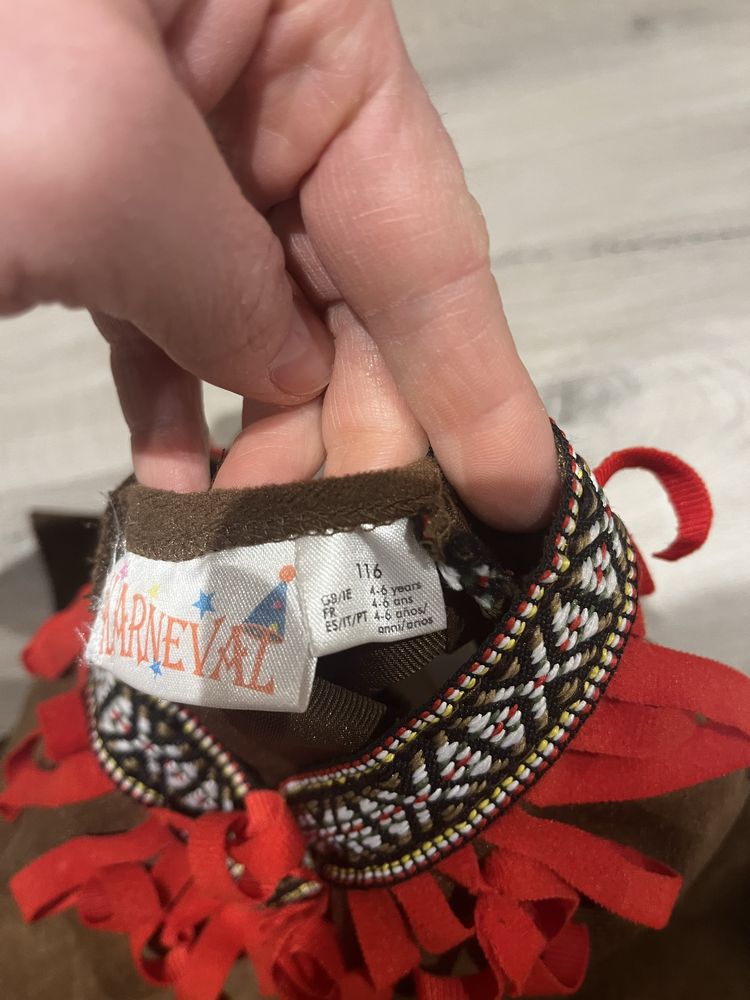 KARNEVAL
116
GB/IE 4-6 years
FR 4-6 ans
ES/IT/PT 4-6 años/
anni/anos